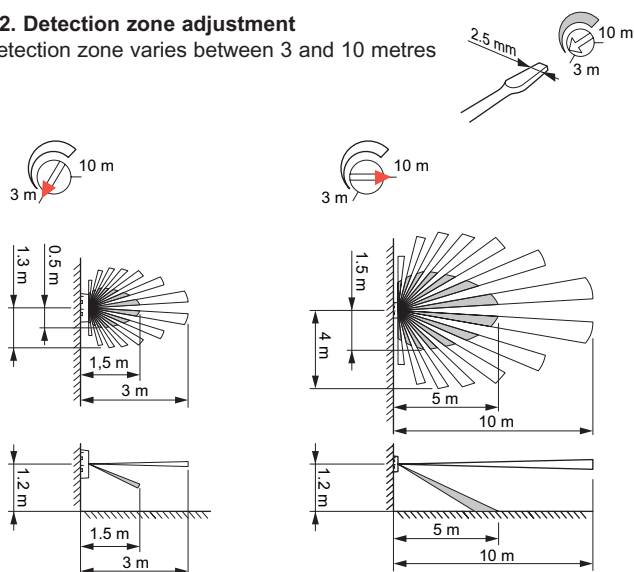 2. Detection zone adjustment
etection zone varies between 3 and 10 metres
2.5 mm
10 m
3 m
10 m
3 m
10 m
3 m
1.3 m
0.5 m
1,5 m
3 m
1.5 m
4 m
5 m
10 m
1.2 m
1.5 m
3 m
1.2 m
5 m
10 m